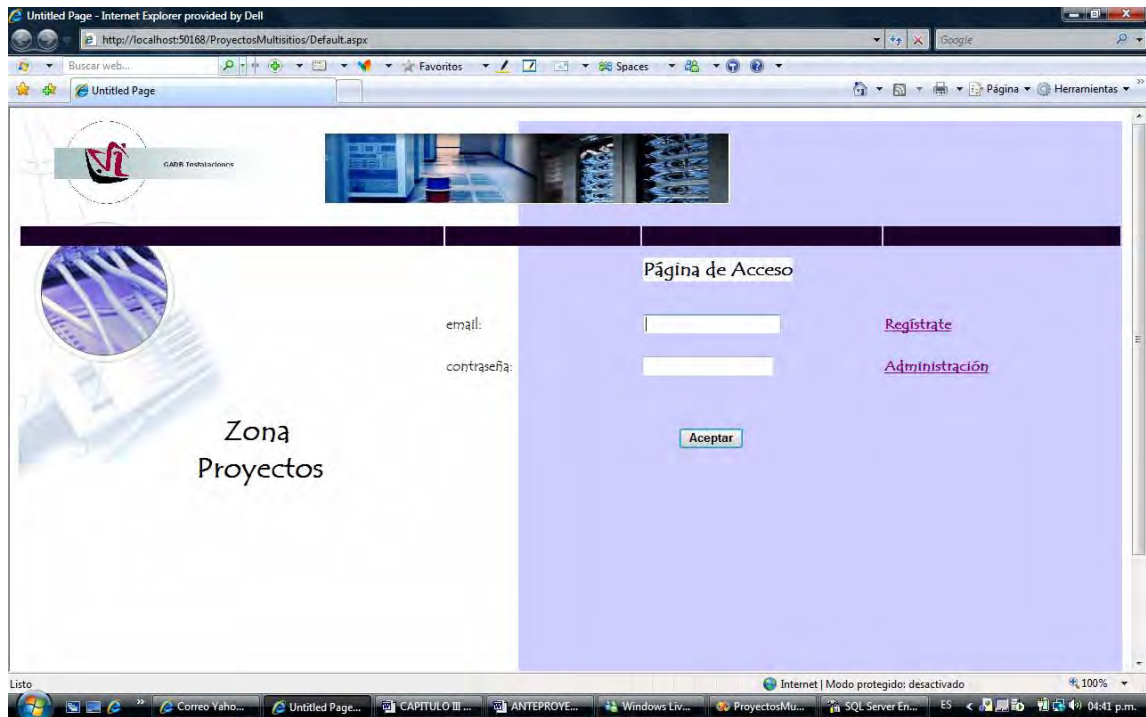 Untitled Page - Internet Explorer provided by Dell
http://localhost:50168/ProyectosMultisitios/Default.aspx
Google
Buscar web...
Favoritos
Spaces
Untitled Page
Página
Herramientas
GADR Instalaciones
Página de Acceso
email:
Regístrate
contraseña:
Administración
Aceptar
Zona
Proyectos
Listo
Internet | Modo protegido: desactivado
100%
Correo Yaho...
Untitled Page...
CAPITULO III ...
ANTEPROYE...
Windows Liv...
ProyectosMu...
SQL Server En...
ES
04:41 p.m.